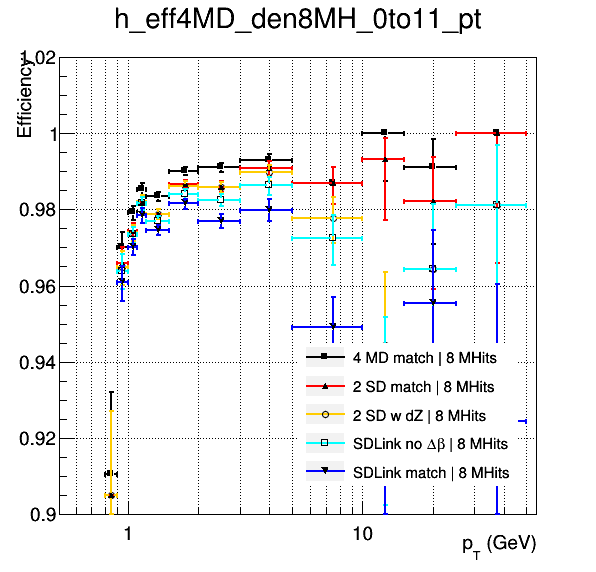 h_eff4MD_den8MH_0to11_pt
Efficiency
1.02
1
0.98
0.96
0.94
0.92
0.9
4 MD match | 8 MHits
2 SD match | 8 MHits
2 SD w dZ | 8 MHits
SDLink no Δβ | 8 MHits
SDLink match | 8 MHits
1
10
p_T (GeV)